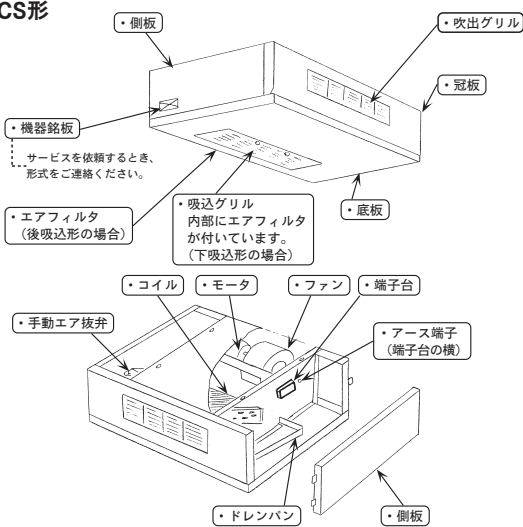 CS形
・側板
・吹出グリル
・冠板
・機器銘板
サービスを依頼するとき、
形式をご連絡ください。
・エアフィルタ
（後吸込形の場合）
・吸込グリル
内部にエアフィルタ
が付いています。
（下吸込形の場合）
・底板
・コイル
・モータ
・ファン
・端子台
・手動エア抜弁
・アース端子
（端子台の横）
・ドレンパン
・側板